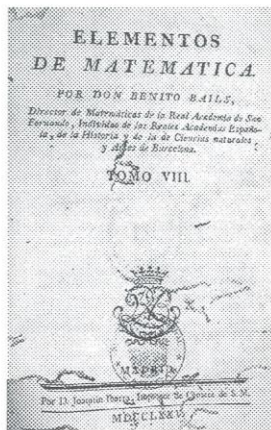 ELEMENTOS
DE MATEMATICA.
POR DON BENITO BAILS,
Director de Matemáticas de la Real Academia de San
Fernando, Individuo de las Reales Academias Españo-
la, de la Historia y de la de Ciencias naturales,
y Artes de Barcelona.
TOMO VIII.
MADRID
Por D. Joaquin Ibarra, Impresor de Cámara de S. M.